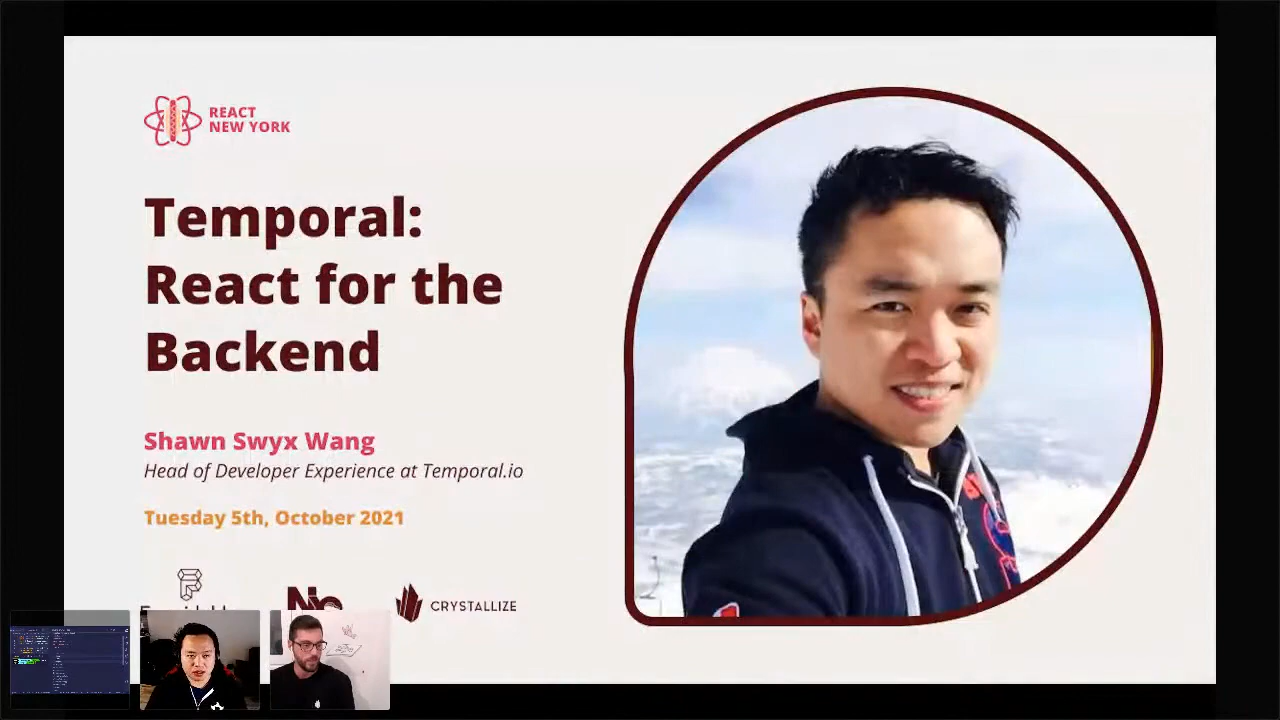 REACT
NEW YORK
Temporal:
React for the
Backend
Shawn Swyx Wang
Head of Developer Experience at Temporal.io
Tuesday 5th, October 2021
CRYSTALLIZE